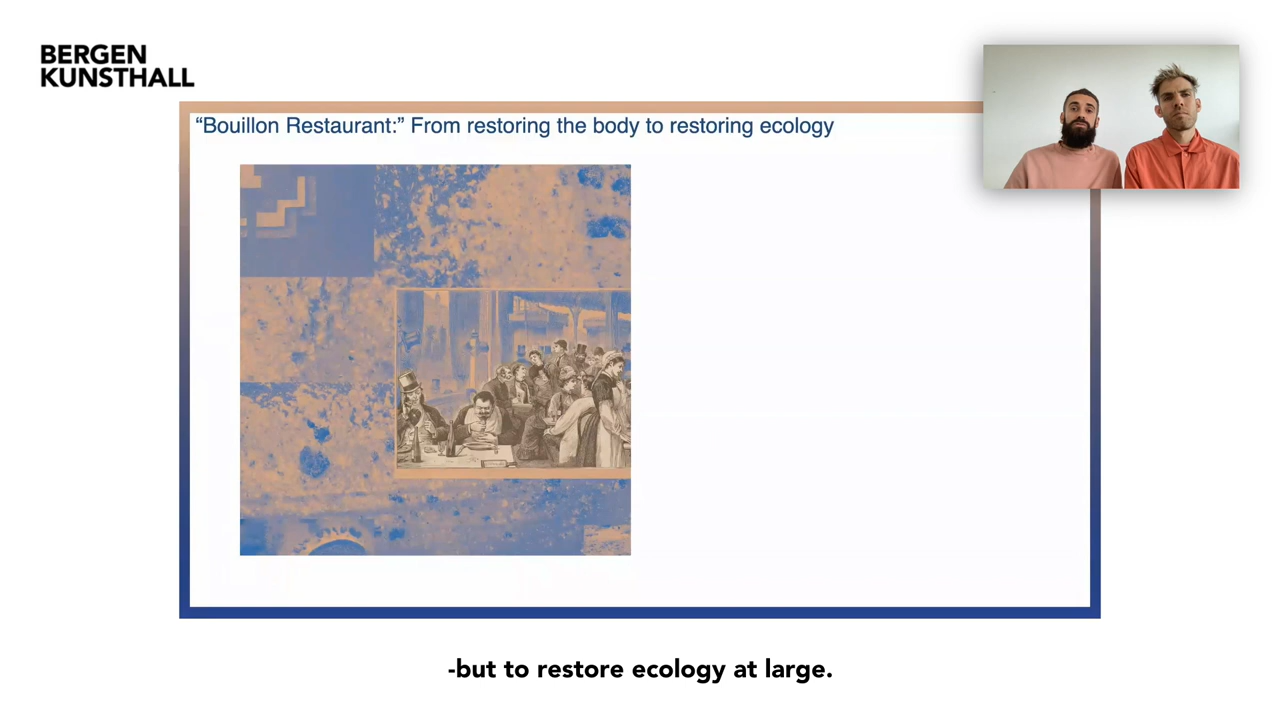 BERGEN
KUNSTHALL
“Bouillon Restaurant:” From restoring the body to restoring ecology
-but to restore ecology at large.